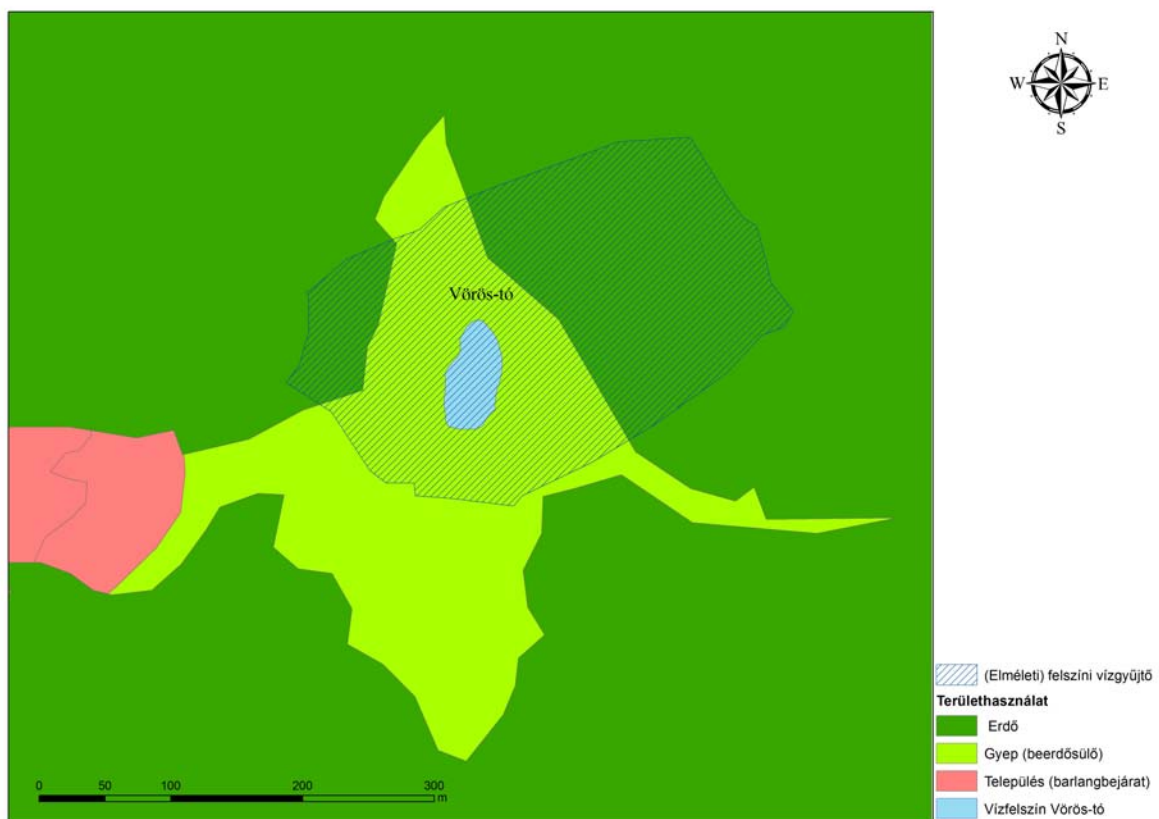 N
W E
S
Vörös-tó
(Elméleti) felszíni vízgyűjtő
Területhasználat
Erdő
Gyep (beerdősülő)
Település (barlangbejárat)
Vízfelszín Vörös-tó
0 50 100 200 300
m